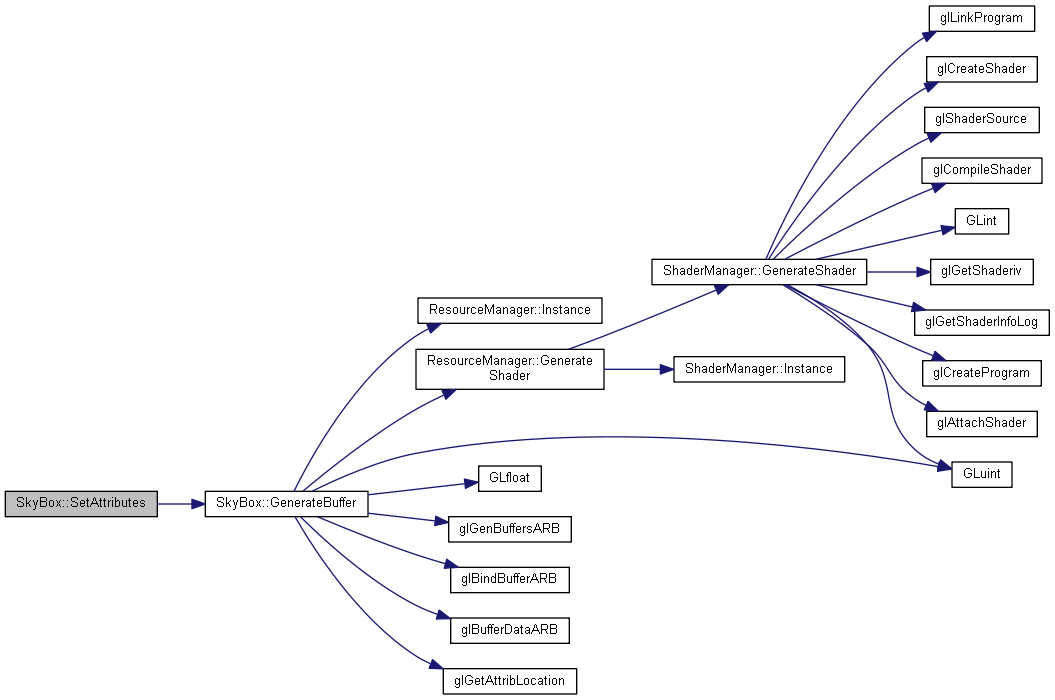 glLinkProgram
glCreateShader
glShaderSource
glCompileShader
GLint
ShaderManager::GenerateShader
glGetShaderiv
ResourceManager::Instance
glGetShaderInfoLog
ResourceManager::Generate
Shader
ShaderManager::Instance
glCreateProgram
glAttachShader
GLuint
GLfloat
SkyBox::SetAttributes
SkyBox::GenerateBuffer
glGenBuffersARB
glBindBufferARB
glBufferDataARB
glGetAttribLocation